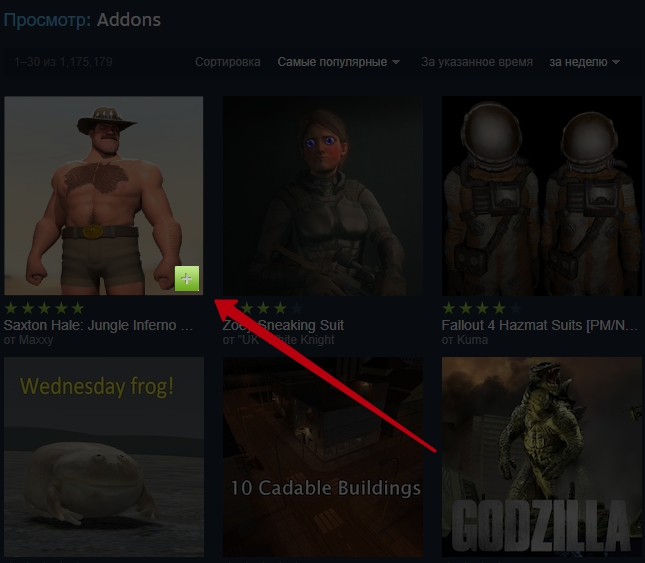 Просмотр: Addons
1–30 из 1,175,179
Сортировка Самые популярные За указанное время за неделю
Saxton Hale: Jungle Inferno ...
от Maxxy
Zoey Sneaking Suit
от "UK" White Knight
Fallout 4 Hazmat Suits [PM/N...
от Kuma
Wednesday frog!
10 Cadable Buildings
GODZILLA